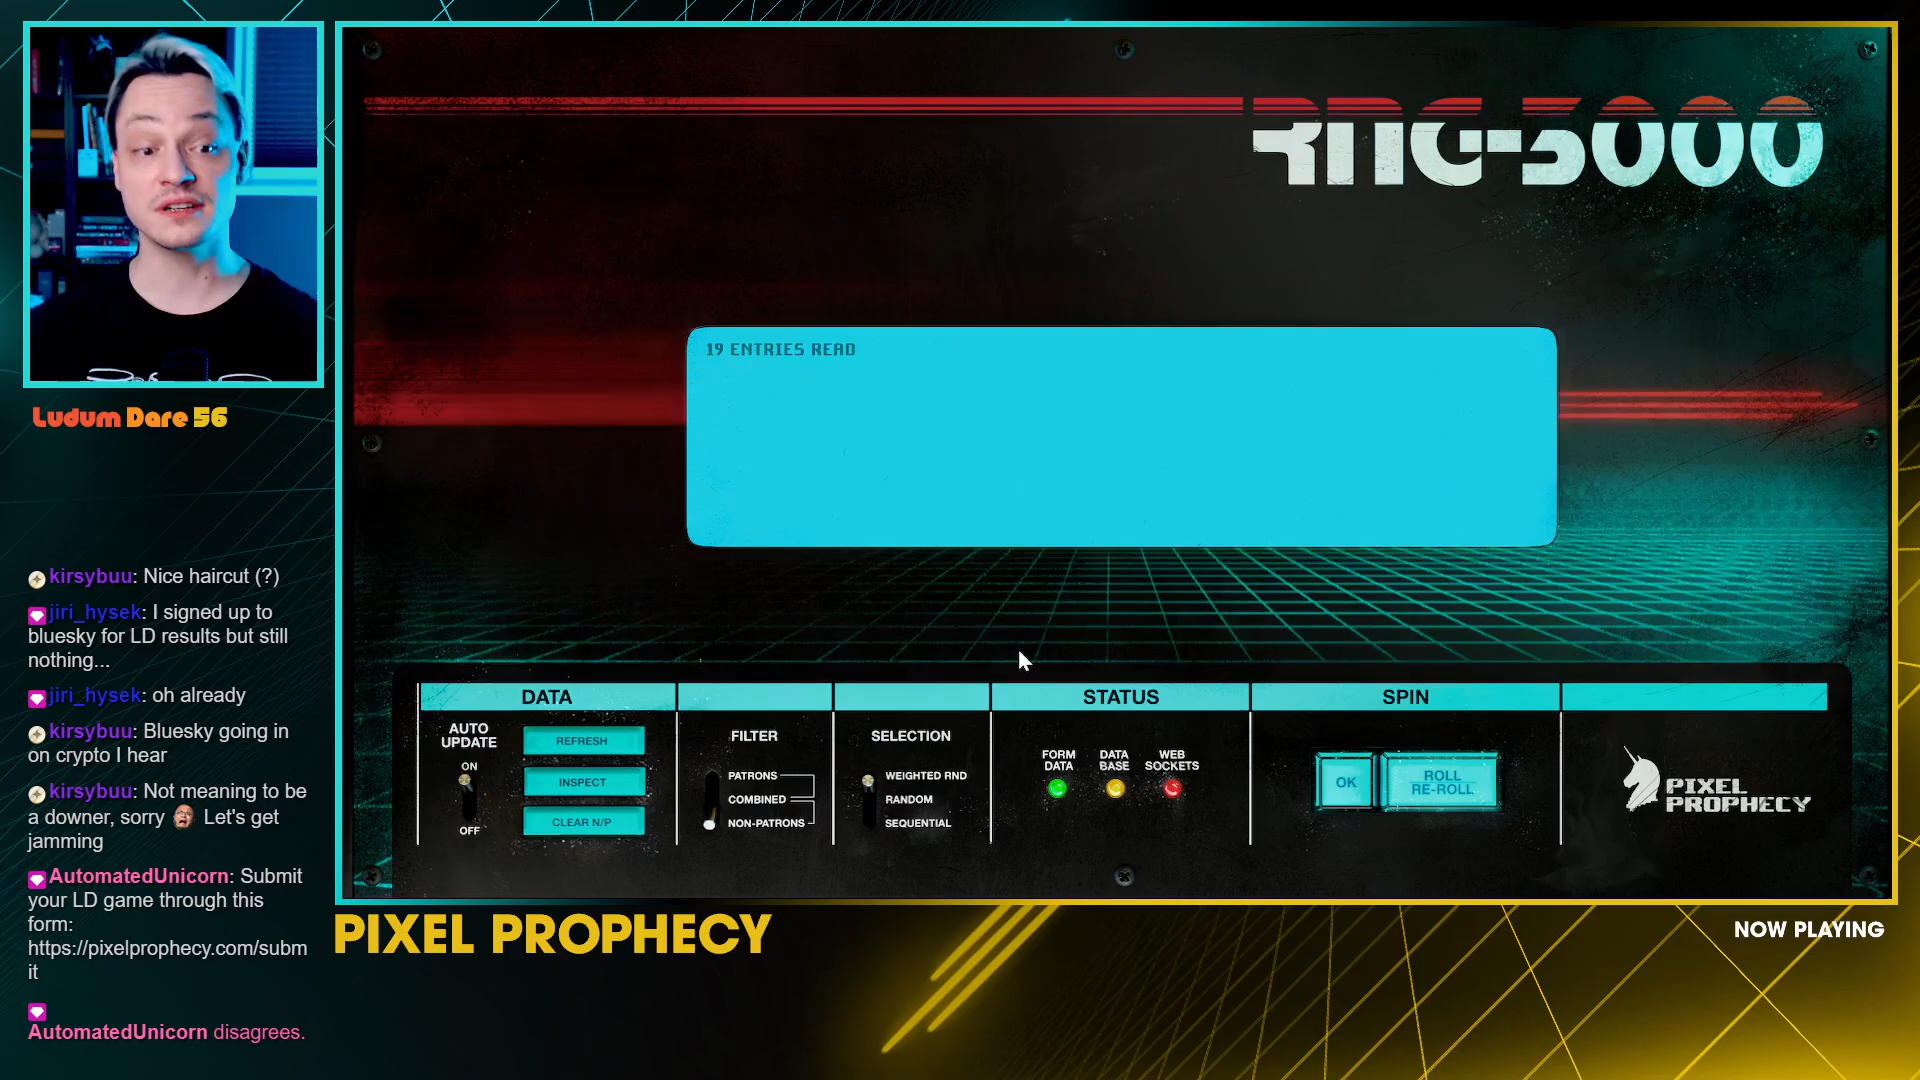 RNG-3000
19 ENTRIES READ
Ludum Dare 56
kirsybuu: Nice haircut (?)
jiri_hysek: I signed up to
bluesky for LD results but still
nothing...
jiri_hysek: oh already
kirsybuu: Bluesky going in
on crypto I hear
kirsybuu: Not meaning to be
a downer, sorry Let's get
jamming
AutomatedUnicorn: Submit
your LD game through this
form:
https://pixelprophecy.com/subm
it
AutomatedUnicorn disagrees.
DATA
AUTO
UPDATE
ON
OFF
REFRESH
INSPECT
CLEAR N/P
FILTER
PATRONS
COMBINED
NON-PATRONS
SELECTION
WEIGHTED RND
RANDOM
SEQUENTIAL
STATUS
FORM
DATA
DATA
BASE
WEB
SOCKETS
SPIN
OK
ROLL
RE-ROLL
PIXEL
PROPHECY
PIXEL PROPHECY
NOW PLAYING